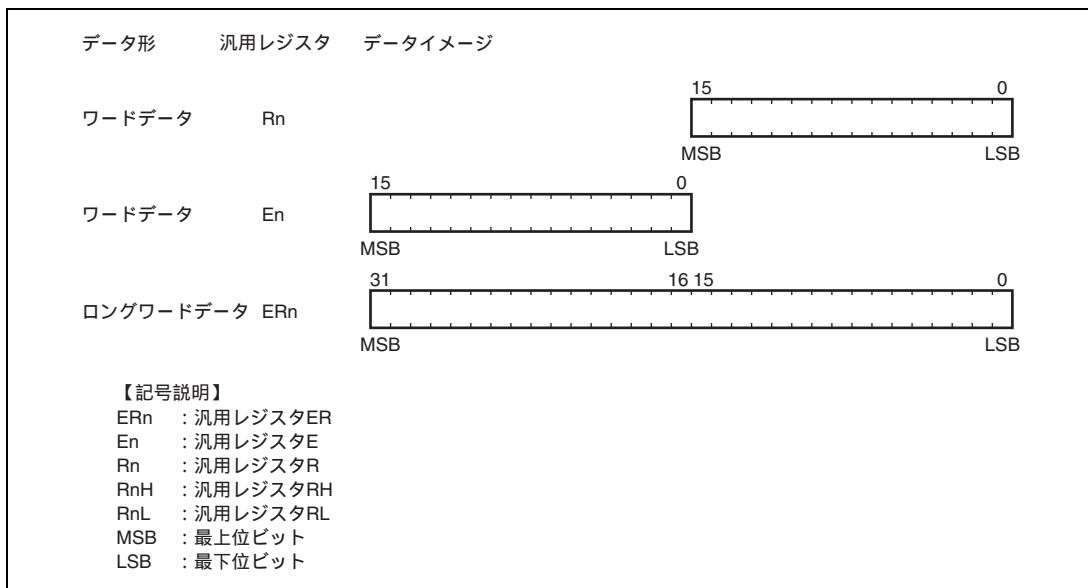 データ形 汎用レジスタ データイメージ
15 0
ワードデータ Rn
MSB LSB
15 0
ワードデータ En
MSB LSB
31 16 15 0
ロングワードデータ ERn
MSB LSB
【記号説明】
ERn :汎用レジスタER
En :汎用レジスタE
Rn :汎用レジスタR
RnH :汎用レジスタRH
RnL :汎用レジスタRL
MSB :最上位ビット
LSB :最下位ビット